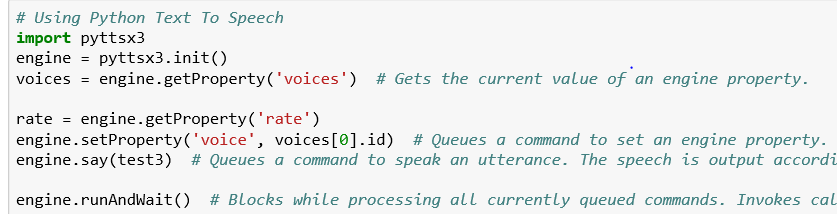 # Using Python Text To Speech
import pyttsx3
engine = pyttsx3.init()
voices = engine.getProperty('voices')  # Gets the current value of an engine property.
rate = engine.getProperty('rate')
engine.setProperty('voice', voices[0].id)  # Queues a command to set an engine property.
engine.say(test3)  # Queues a command to speak an utterance. The speech is output accordi
engine.runAndWait()  # Blocks while processing all currently queued commands. Invokes cal